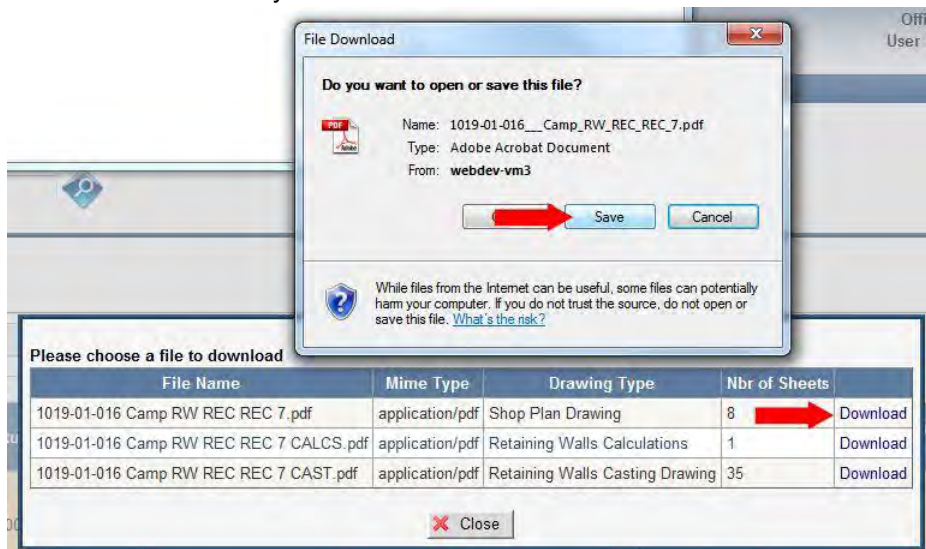 Offi
User
File Download
Do you want to open or save this file?
PDF
Adobe
Name: 1019-01-016___Camp_RW_REC_REC_7.pdf
Type: Adobe Acrobat Document
From: webdev-vm3
Save Cancel
While files from the Internet can be useful, some files can potentially
harm your computer. If you do not trust the source, do not open or
save this file. What's the risk?
Please choose a file to download
File Name Mime Type Drawing Type Nbr of Sheets
1019-01-016 Camp RW REC REC 7.pdf application/pdf Shop Plan Drawing 8 Download
1019-01-016 Camp RW REC REC 7 CALCS.pdf application/pdf Retaining Walls Calculations 1 Download
1019-01-016 Camp RW REC REC 7 CAST.pdf application/pdf Retaining Walls Casting Drawing 35 Download
Close